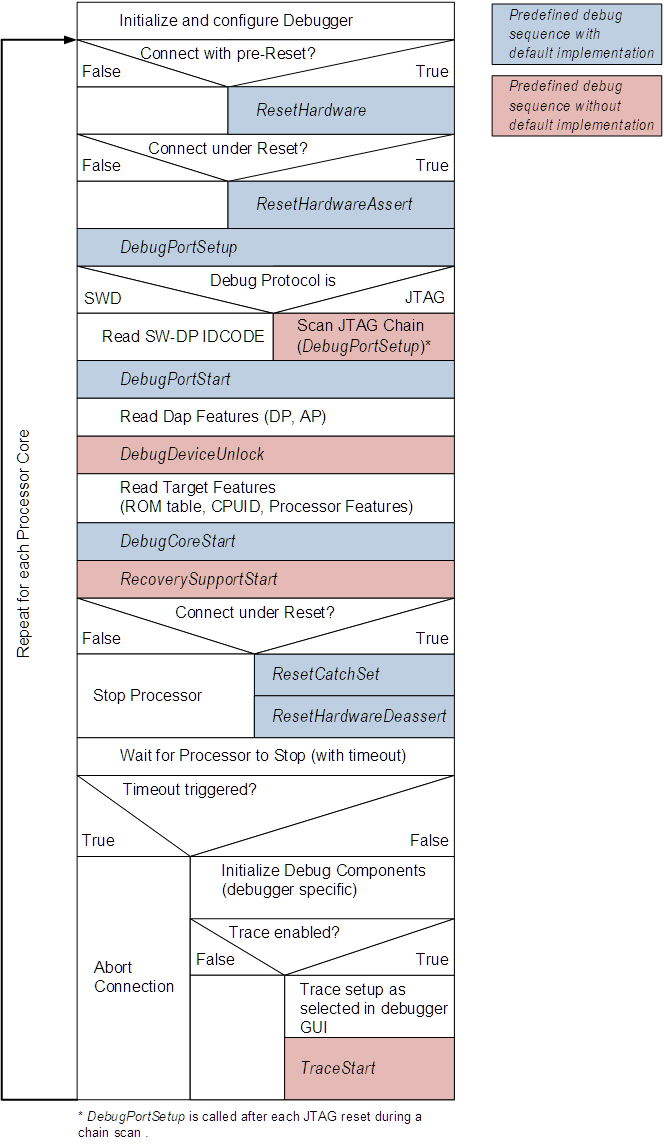 Initialize and configure Debugger
Predefined debug
sequence with
default implementation
Connect with pre-Reset?
False
True
Predefined debug
sequence without
default implementation
ResetHardware
Connect under Reset?
False
True
ResetHardwareAssert
DebugPortSetup
Debug Protocol is
SWD
JTAG
Read SW-DP IDCODE
Scan JTAG Chain
(DebugPortSetup)*
DebugPortStart
Read Dap Features (DP, AP)
DebugDeviceUnlock
Read Target Features
(ROM table, CPUID, Processor Features)
DebugCoreStart
RecoverySupportStart
Connect under Reset?
False
True
Stop Processor
ResetCatchSet
ResetHardwareDeassert
Wait for Processor to Stop (with timeout)
Timeout triggered?
True
False
Initialize Debug Components
(debugger specific)
Trace enabled?
False
True
Abort
Connection
Trace setup as
selected in debugger
GUI
TraceStart
Repeat for each Processor Core
* DebugPortSetup is called after each JTAG reset during a
chain scan .